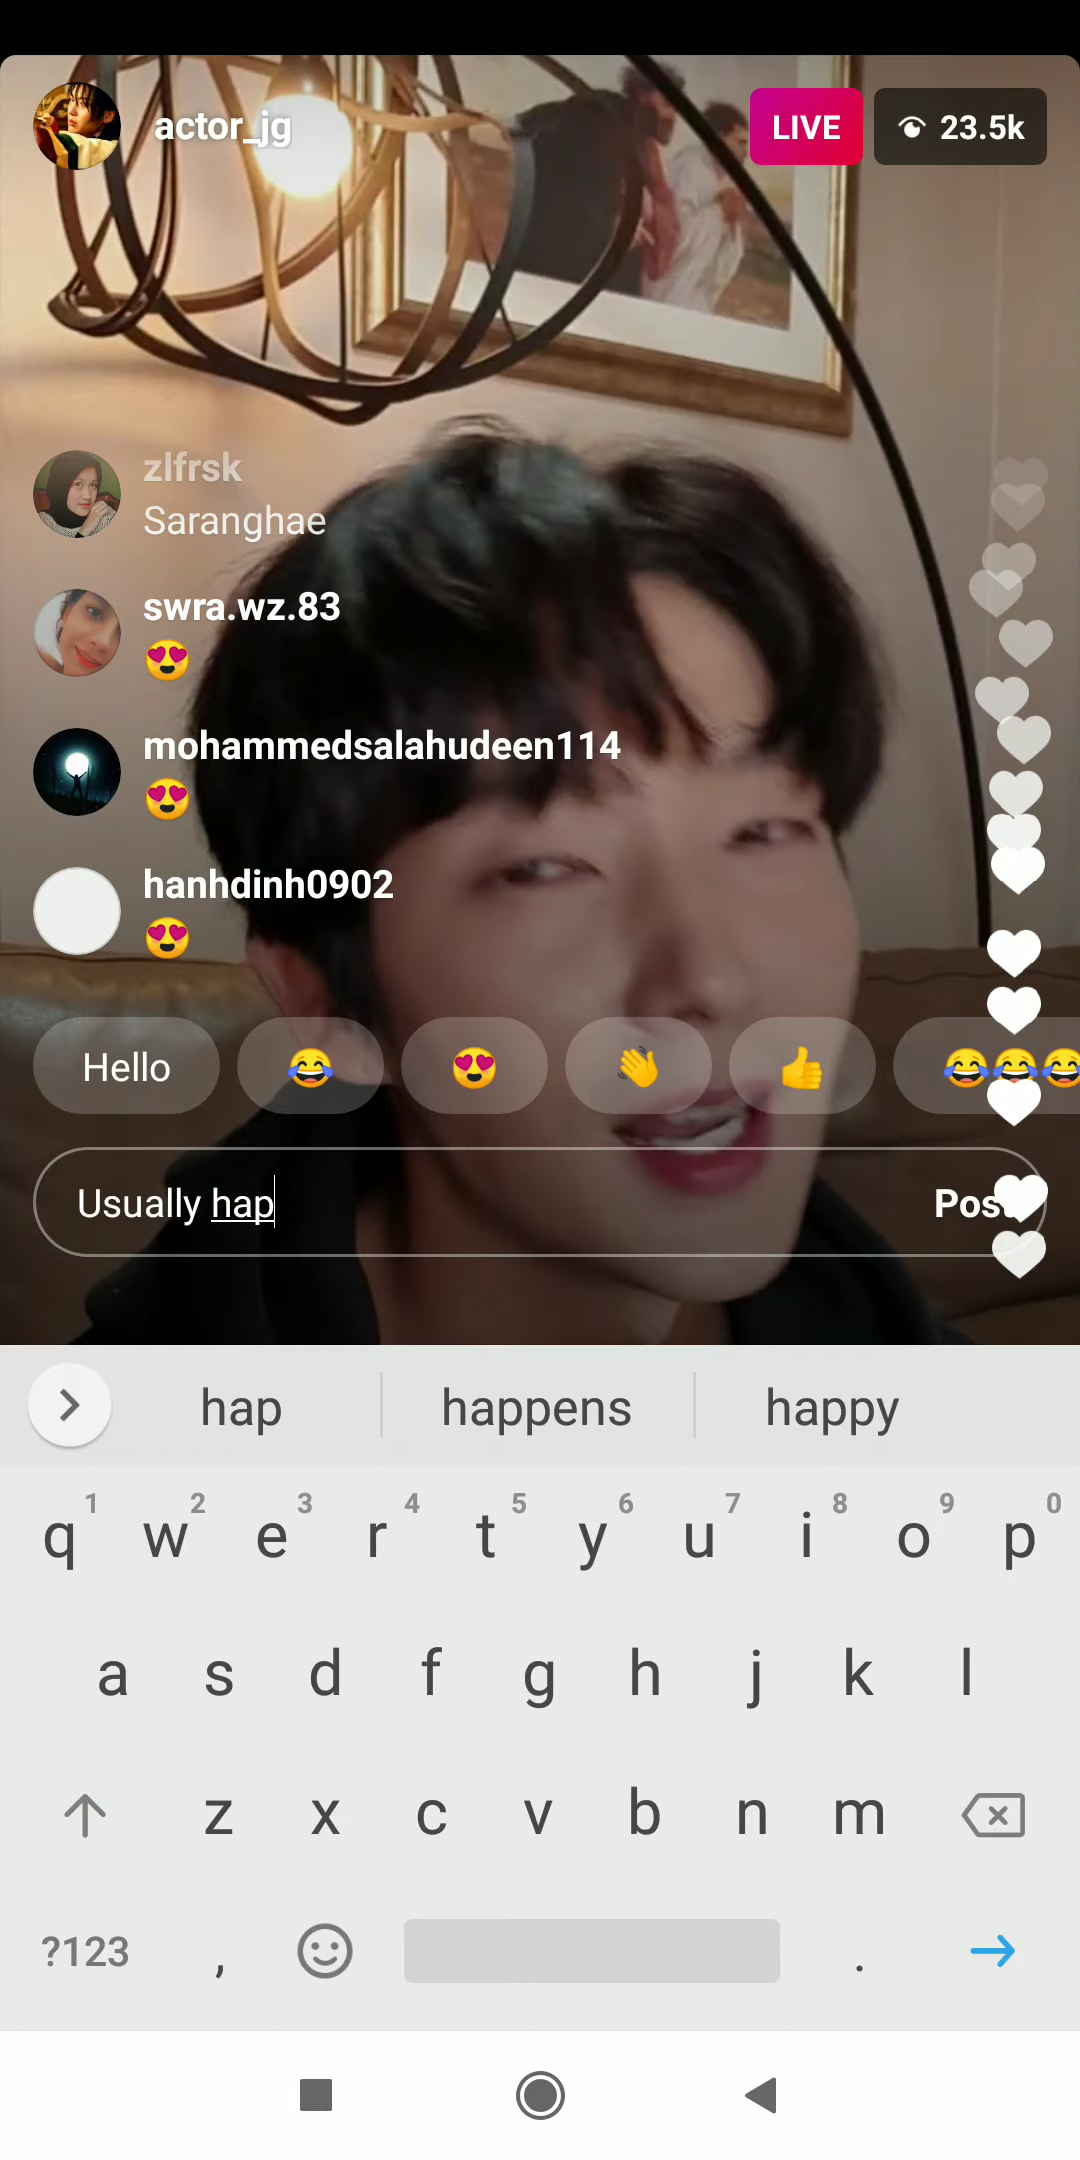 actor_jg LIVE 23.5k
zlfrsk
Saranghae
swra.wz.83
😍
mohammedsalahudeen114
😍
hanhdinh0902
😍
Hello 😂 😍 👋 👍 😂😂😂
Usually hap Post
hap happens happy
1 2 3 4 5 6 7 8 9 0
q w e r t y u i o p
a s d f g h j k l
z x c v b n m
?123 , .